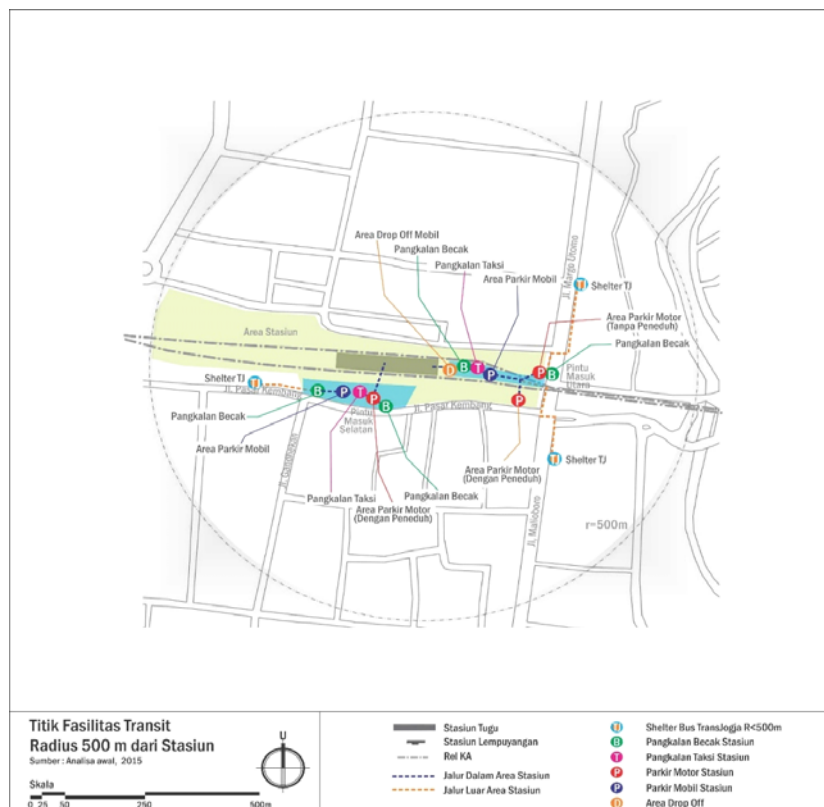 Area Drop Off Mobil
Pangkalan Becak
Pangkalan Taksi
Area Parkir Mobil
Jl. Margo Utomo
Shelter TJ
Area Parkir Motor
(Tanpa Peneduh)
Pangkalan Becak
Area Stasiun
D
B
T
P
P
B
Pintu
Masuk
Utara
Shelter TJ
Jl. Pasar Kembang
B
P
T
P
B
P
Jl. Pasar Kembang
Pangkalan Becak
Pintu
Masuk
Selatan
Area Parkir Mobil
Area Parkir Motor
(Dengan Peneduh)
Shelter TJ
Pangkalan Taksi
Pangkalan Becak
Area Parkir Motor
(Dengan Peneduh)
Jl. Malioboro
r=500m
Titik Fasilitas Transit
Radius 500 m dari Stasiun
Sumber : Analisa awal, 2015
U
Skala
0 25 50 250 500m
Stasiun Tugu
Stasiun Lempuyangan
Rel KA
Jalur Dalam Area Stasiun
Jalur Luar Area Stasiun
Shelter Bus TransJogja R<500m
B Pangkalan Becak Stasiun
T Pangkalan Taksi Stasiun
P Parkir Motor Stasiun
P Parkir Mobil Stasiun
D Area Drop Off